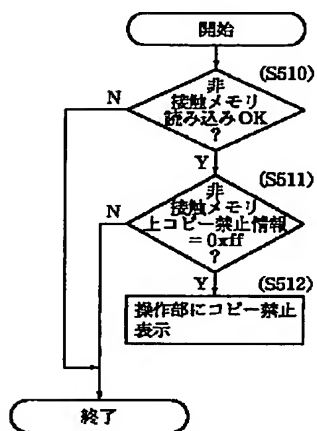 開始
(S510)
非
接触メモリ
読み込みOK
?
N
Y
(S511)
非
接触メモリ
上コピー禁止情報
=0xff
?
N
Y
(S512)
操作部にコピー禁止
表示
終了